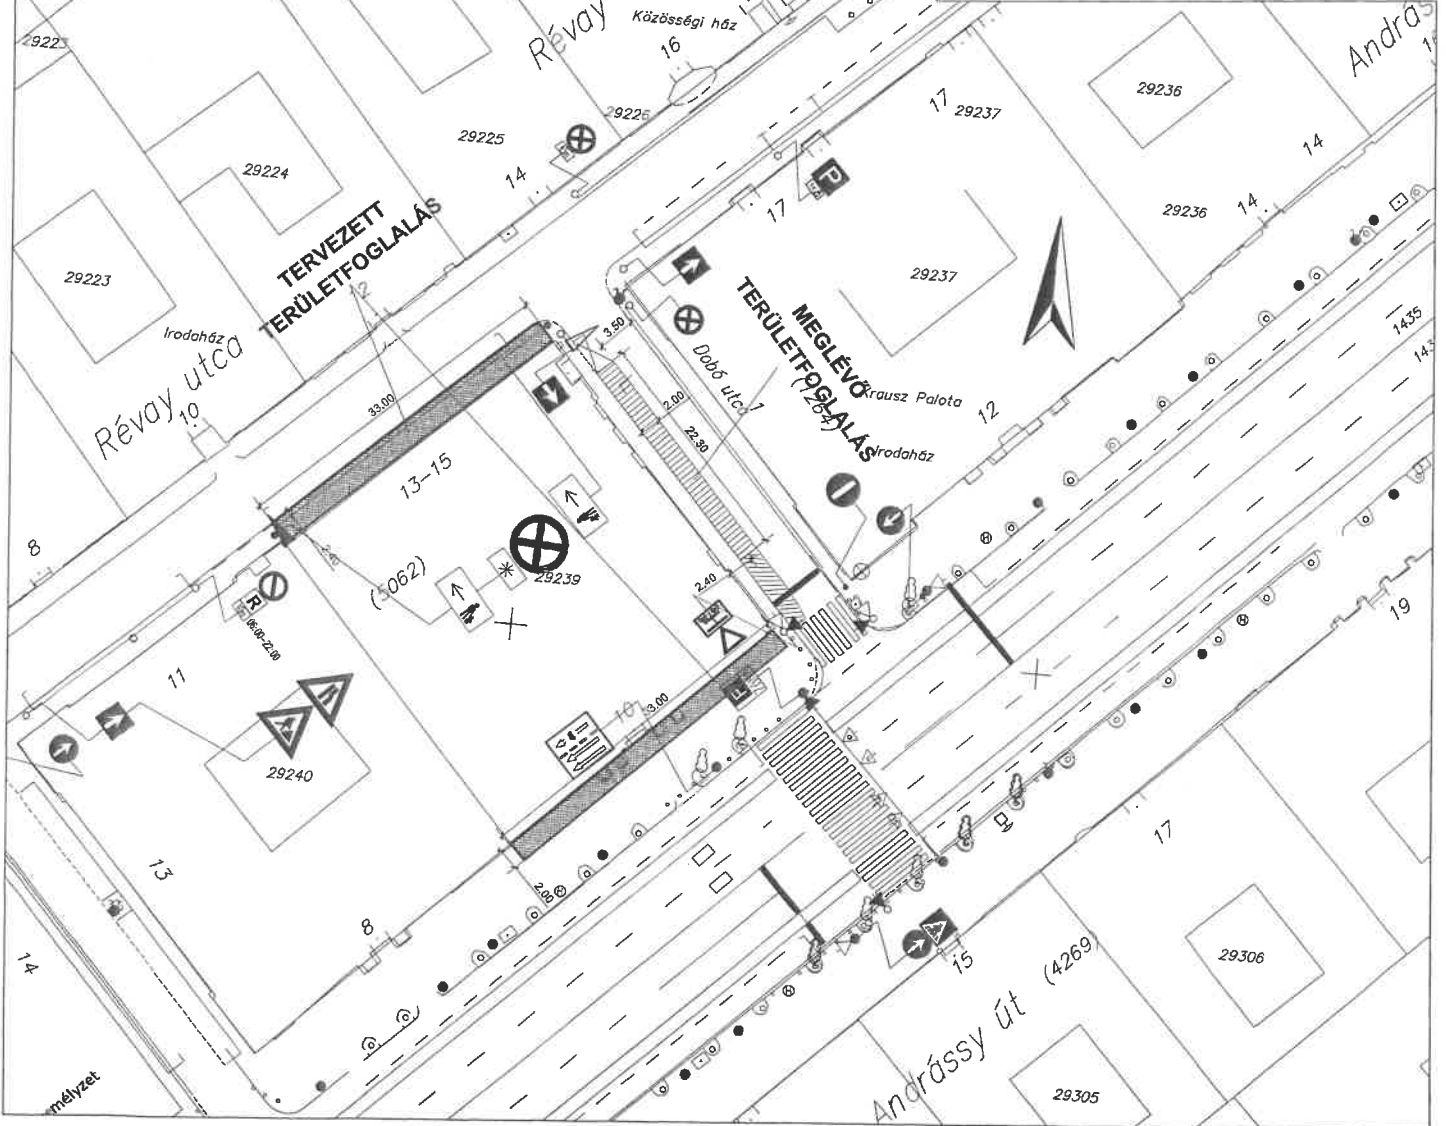 29223
Révay
Közösségi ház
16
András
29225
29226
14
29224
17
29237
29236
14
29236
14
17
P
29223
Irodaház
TERVEZETT
TERÜLETFOGLALÁS
12
29237
Révay utca
10
3.50
33.00
Dobó utca
MEGLÉVŐ
TERÜLETFOGLALÁS
Krausz Palota
12
Irodaház
1435
2.00
22.30
13-15
8
(5062)
29239
2.40
R
06:00-22:00
11
10
29240
13
14
8
2.00
19
17
15
29306
Andrássy út (4269)
29305